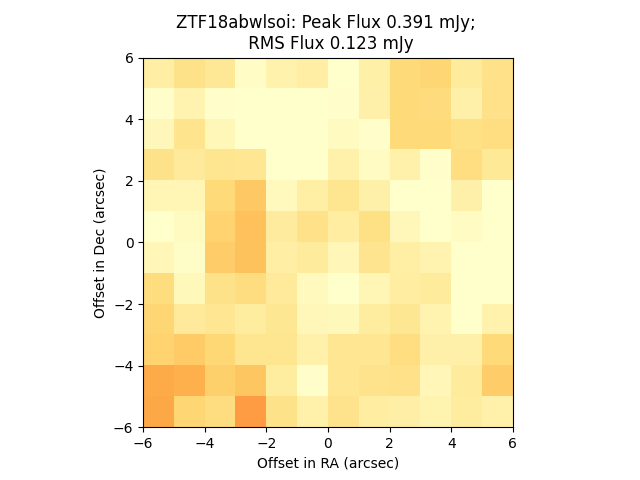 ZTF18abwlsoi: Peak Flux 0.391 mJy;
RMS Flux 0.123 mJy
6
4
2
0
−2
−4
−6
Offset in Dec (arcsec)
−6 −4 −2 0 2 4 6
Offset in RA (arcsec)